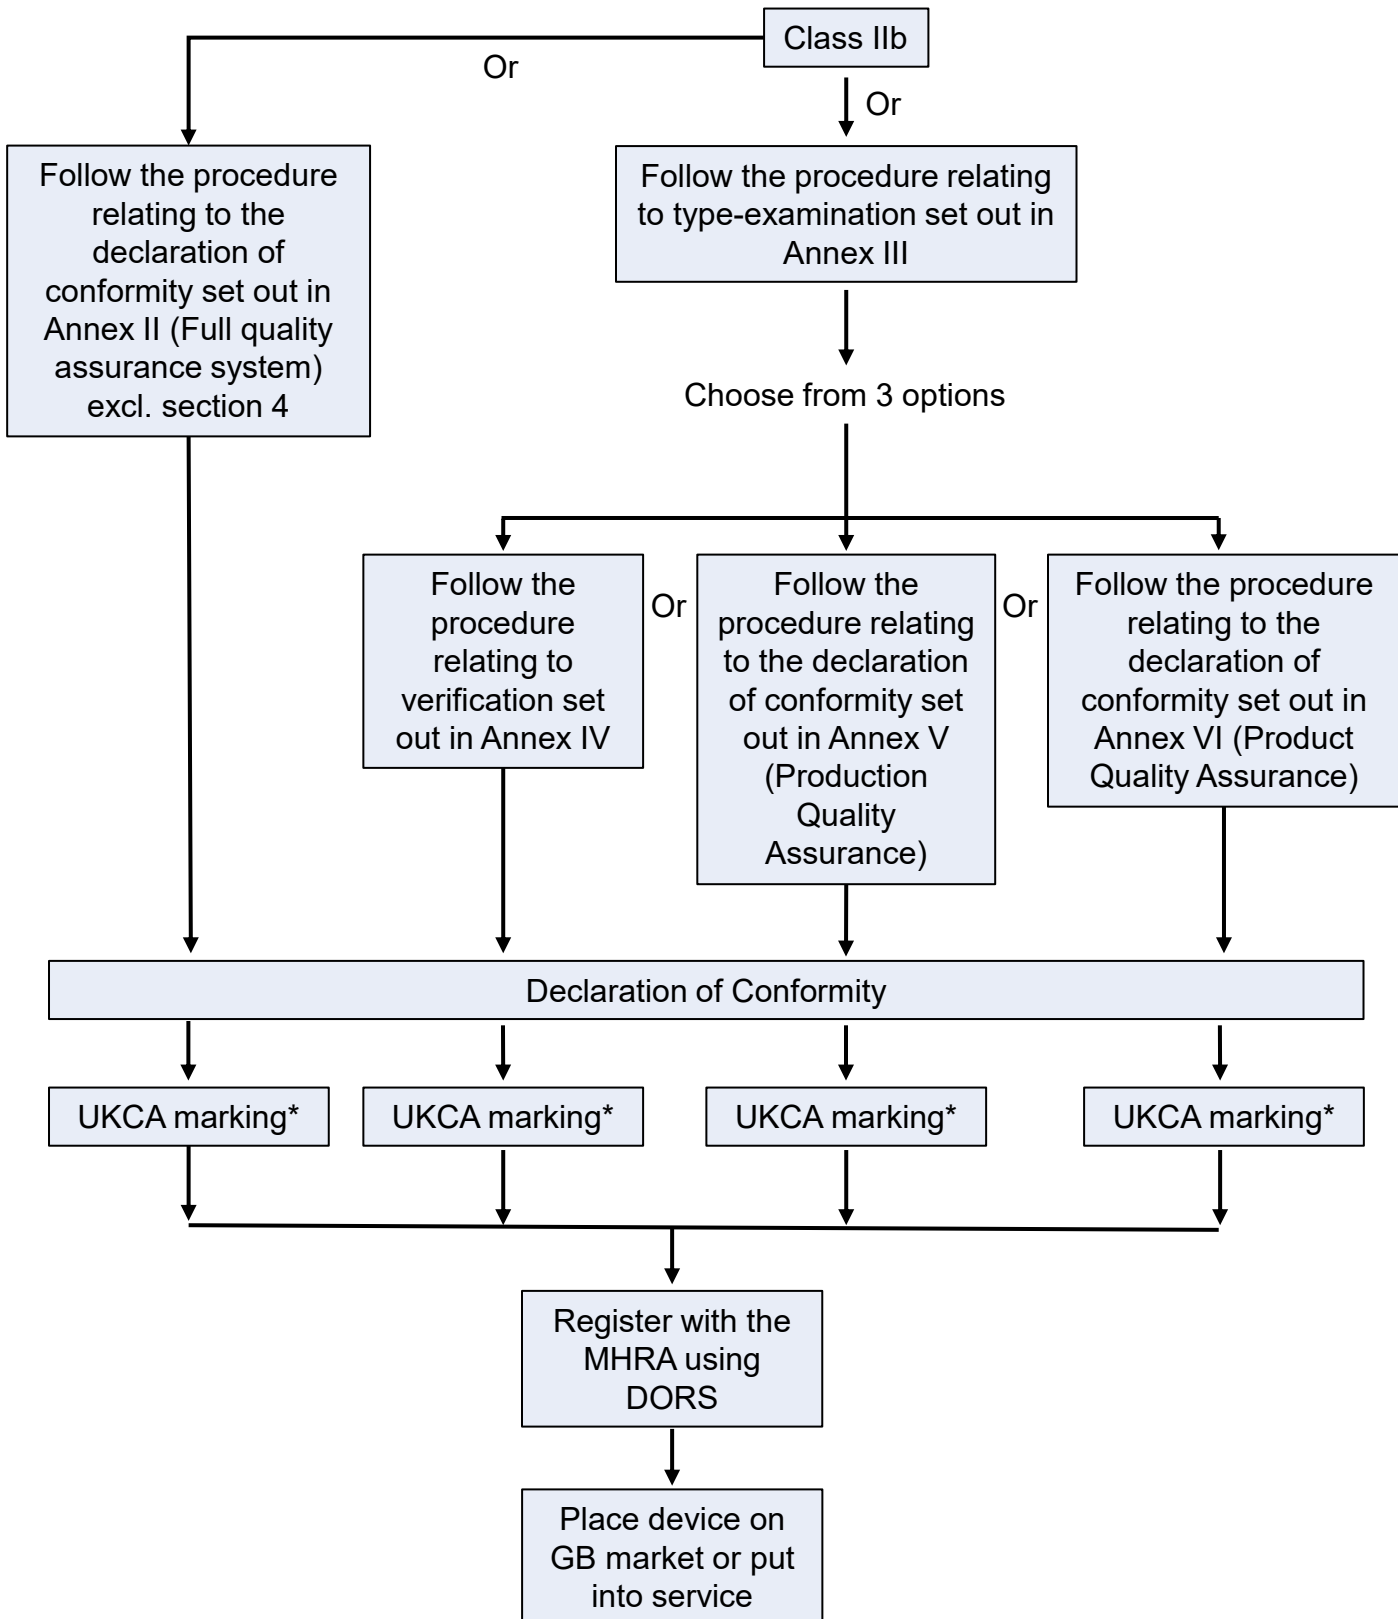 Class IIb
Or
Or
Follow the procedure
relating to the
declaration of
conformity set out in
Annex II (Full quality
assurance system)
excl. section 4
Follow the procedure relating
to type-examination set out in
Annex III
Choose from 3 options
Follow the
procedure
relating to
verification set
out in Annex IV
Or
Follow the
procedure relating
to the declaration
of conformity set
out in Annex V
(Production
Quality
Assurance)
Or
Follow the procedure
relating to the
declaration of
conformity set out in
Annex VI (Product
Quality Assurance)
Declaration of Conformity
UKCA marking*
UKCA marking*
UKCA marking*
UKCA marking*
Register with the
MHRA using
DORS
Place device on
GB market or put
into service